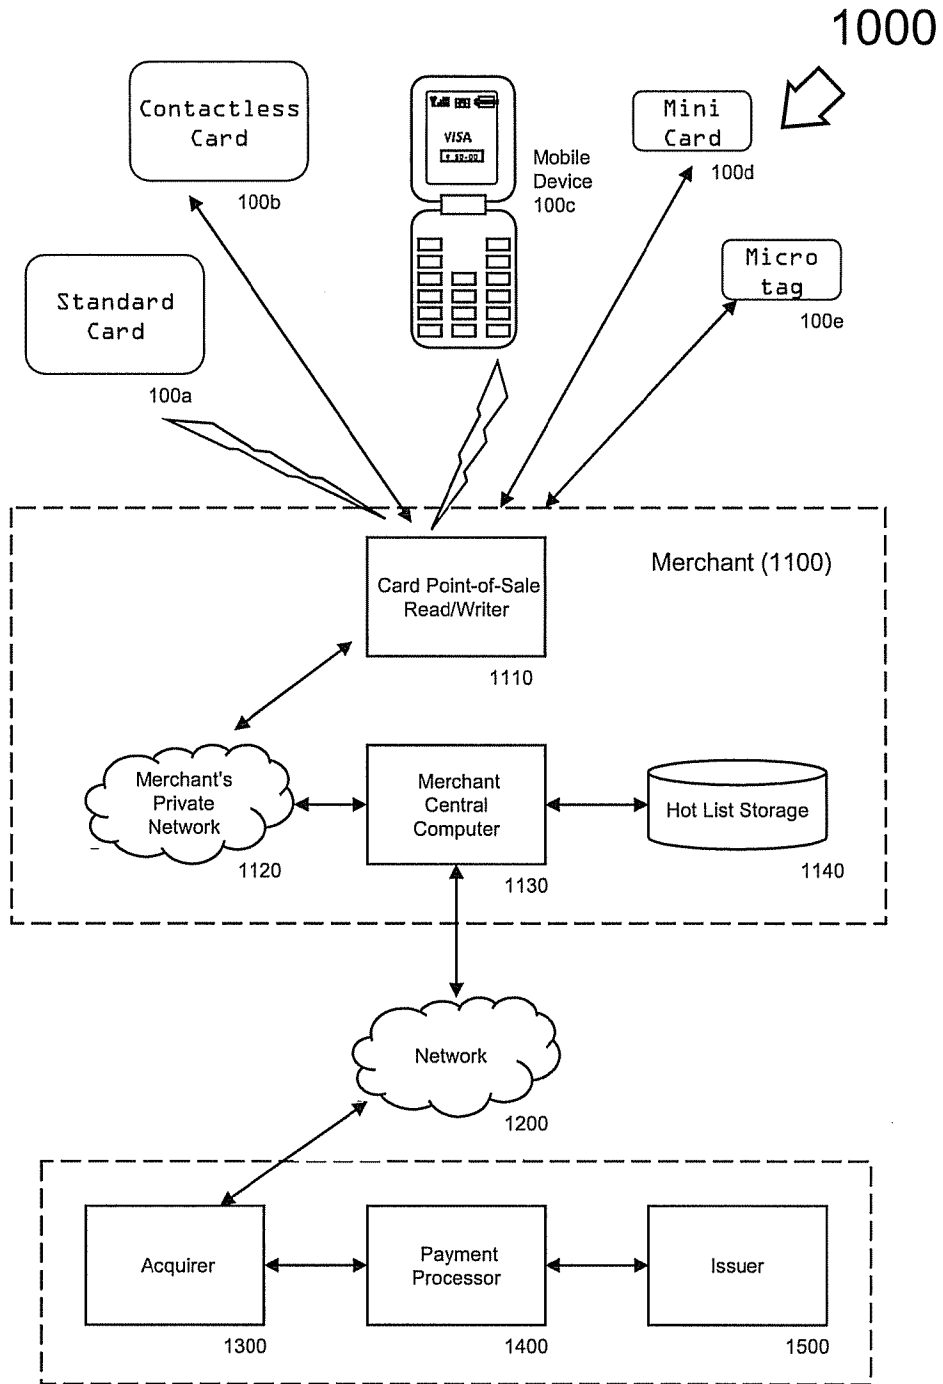 1000
Contactless
Card
100b
VISA
Mobile
Device
100c
Mini
Card
100d
Standard
Card
100a
Micro
tag
100e
Merchant (1100)
Card Point-of-Sale
Read/Writer
1110
Merchant's
Private
Network
1120
Merchant
Central
Computer
1130
Hot List Storage
1140
Network
1200
Acquirer
1300
Payment
Processor
1400
Issuer
1500